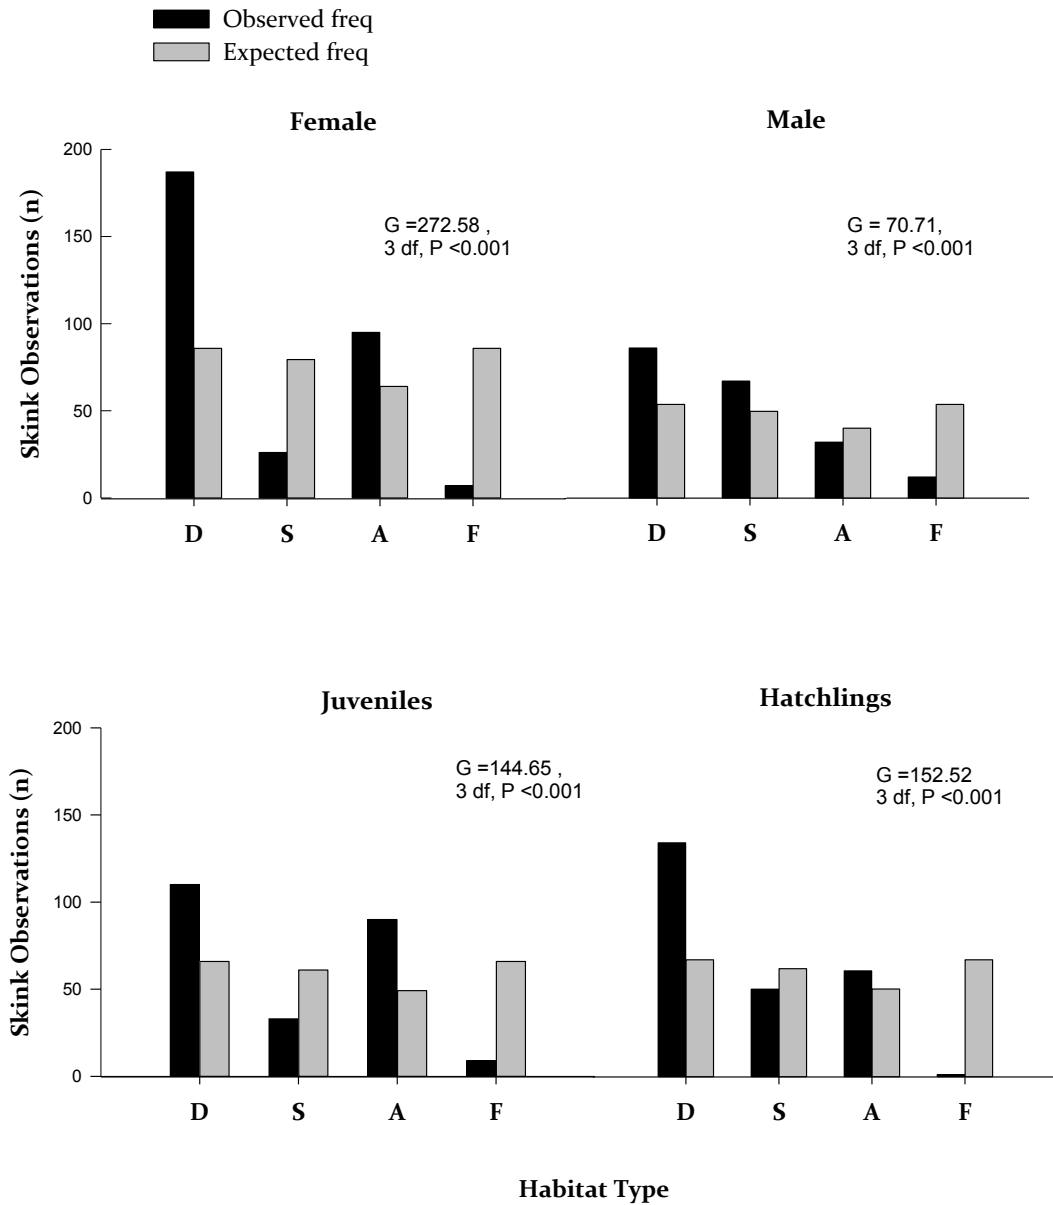 Observed freq
Expected freq
Female
Male
200
150
100
50
0
Skink Observations (n)
G =272.58 ,
3 df, P <0.001
G = 70.71,
3 df, P <0.001
D S A F
D S A F
Juveniles
Hatchlings
200
150
100
50
0
Skink Observations (n)
G =144.65 ,
3 df, P <0.001
G =152.52
3 df, P <0.001
D S A F
D S A F
Habitat Type